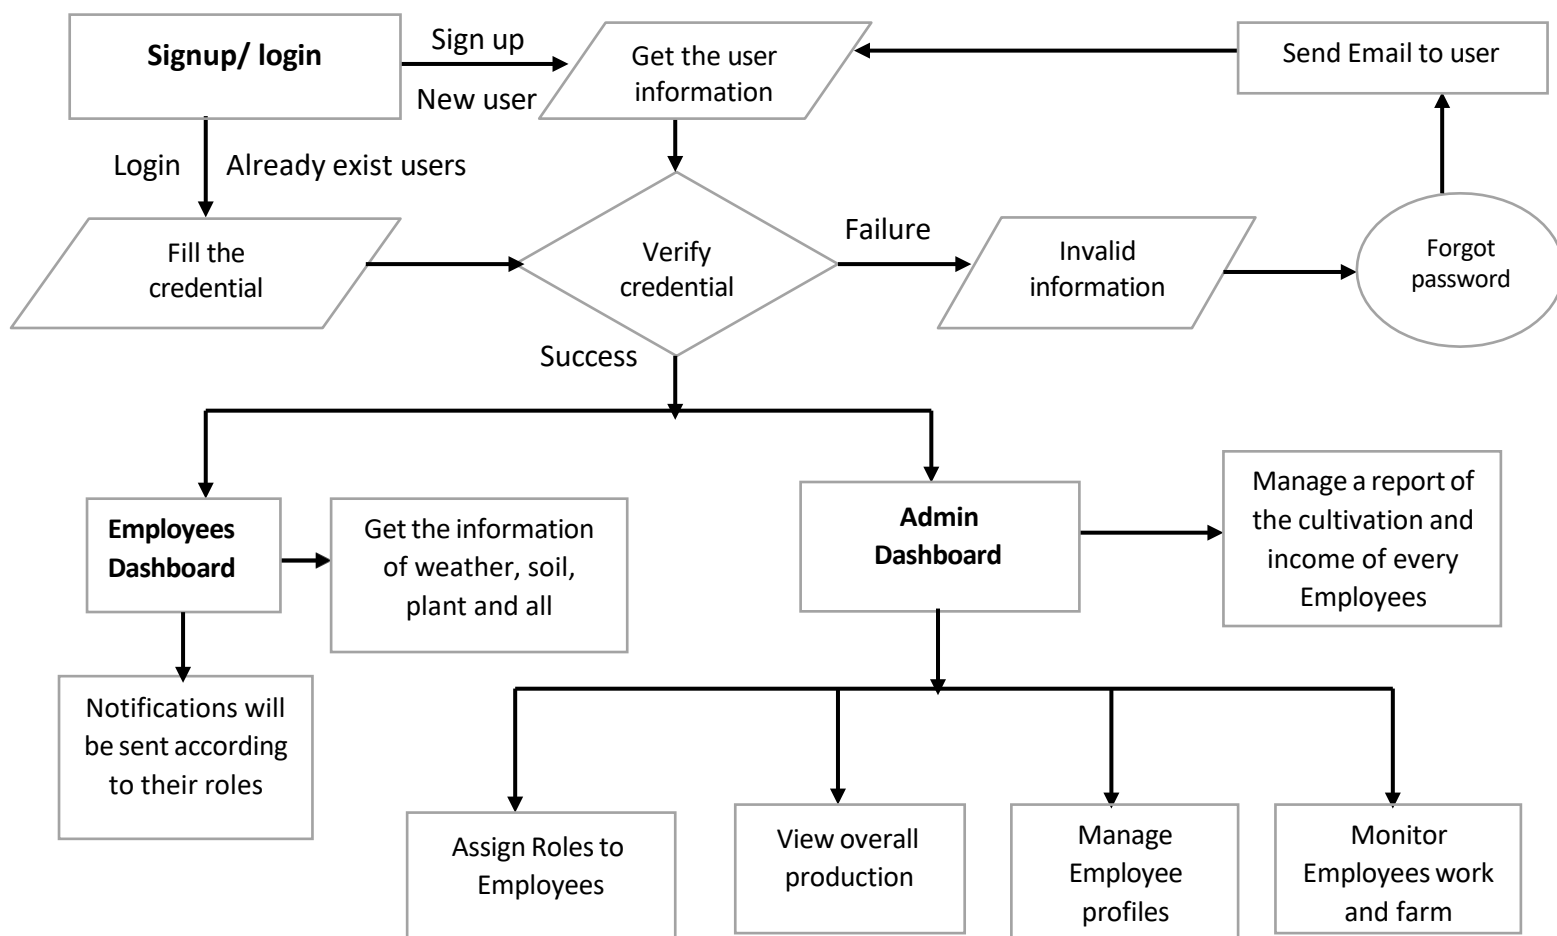 Signup/ login
Sign up
New user
Get the user
information
Send Email to user
Login
Already exist users
Fill the
credential
Verify
credential
Failure
Invalid
information
Forgot
password
Success
Employees
Dashboard
Get the information
of weather, soil,
plant and all
Admin
Dashboard
Manage a report of
the cultivation and
income of every
Employees
Notifications will
be sent according
to their roles
Assign Roles to
Employees
View overall
production
Manage
Employee
profiles
Monitor
Employees work
and farm